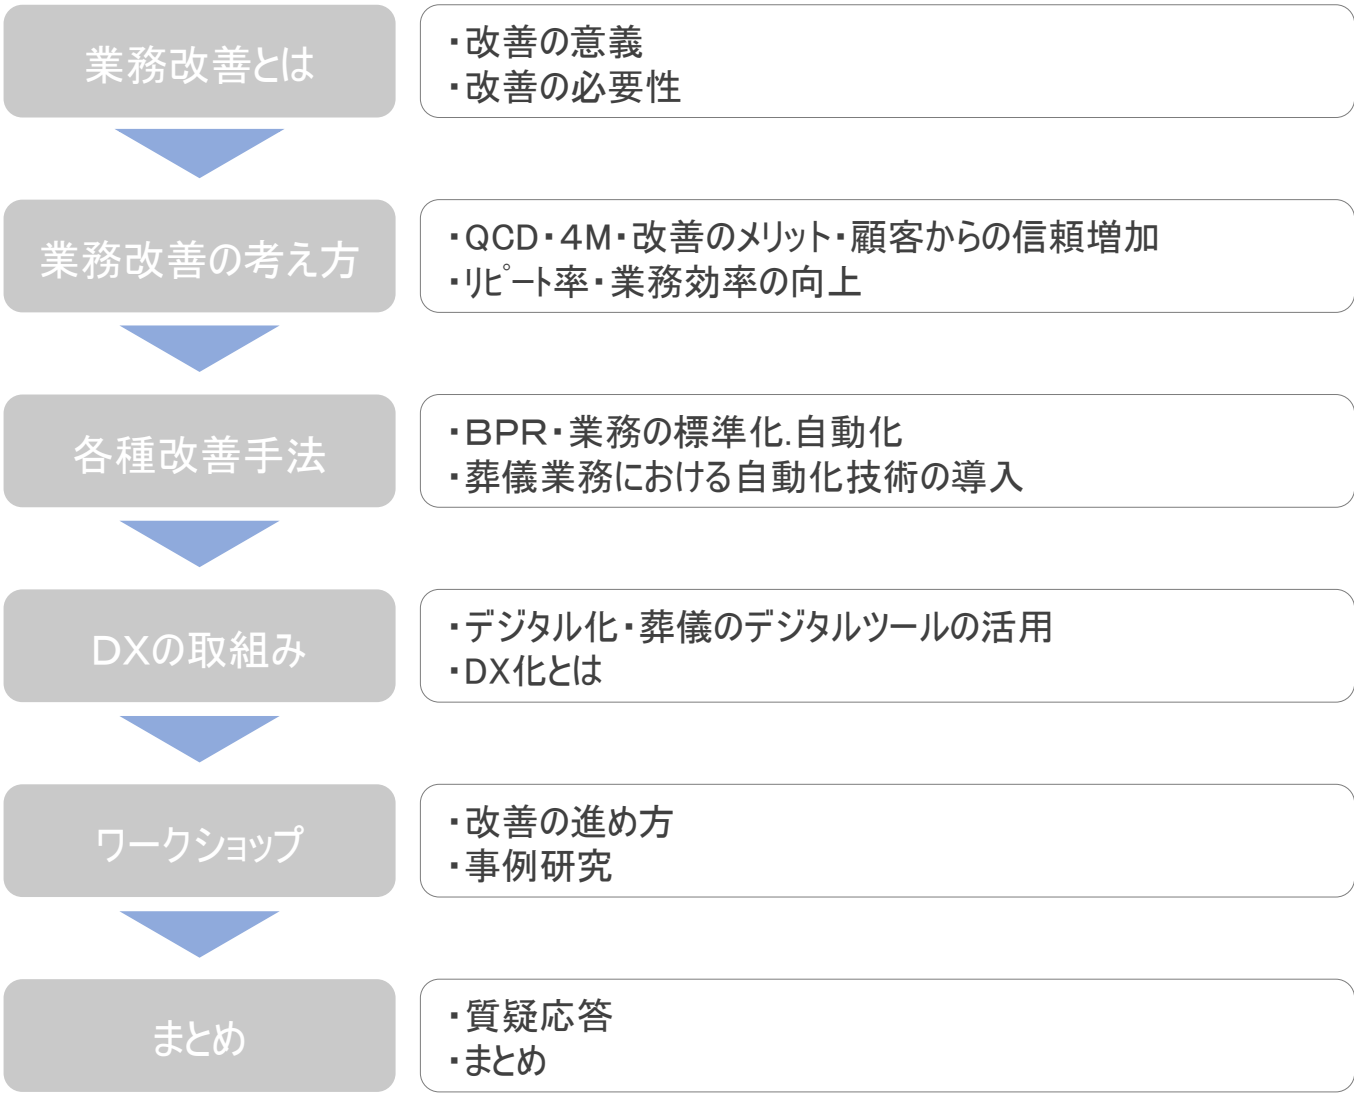 業務改善とは
・改善の意義
・改善の必要性
業務改善の考え方
・QCD・４M・改善のメリット・顧客からの信頼増加
・ﾘﾋﾟｰﾄ率・業務効率の向上
各種改善手法
・ＢＰＲ・業務の標準化.自動化
・葬儀業務における自動化技術の導入
ＤＸの取組み
・デジタル化・葬儀のデジタルツールの活用
・DX化とは
ワークショップ
・改善の進め方
・事例研究
まとめ
・質疑応答
・まとめ